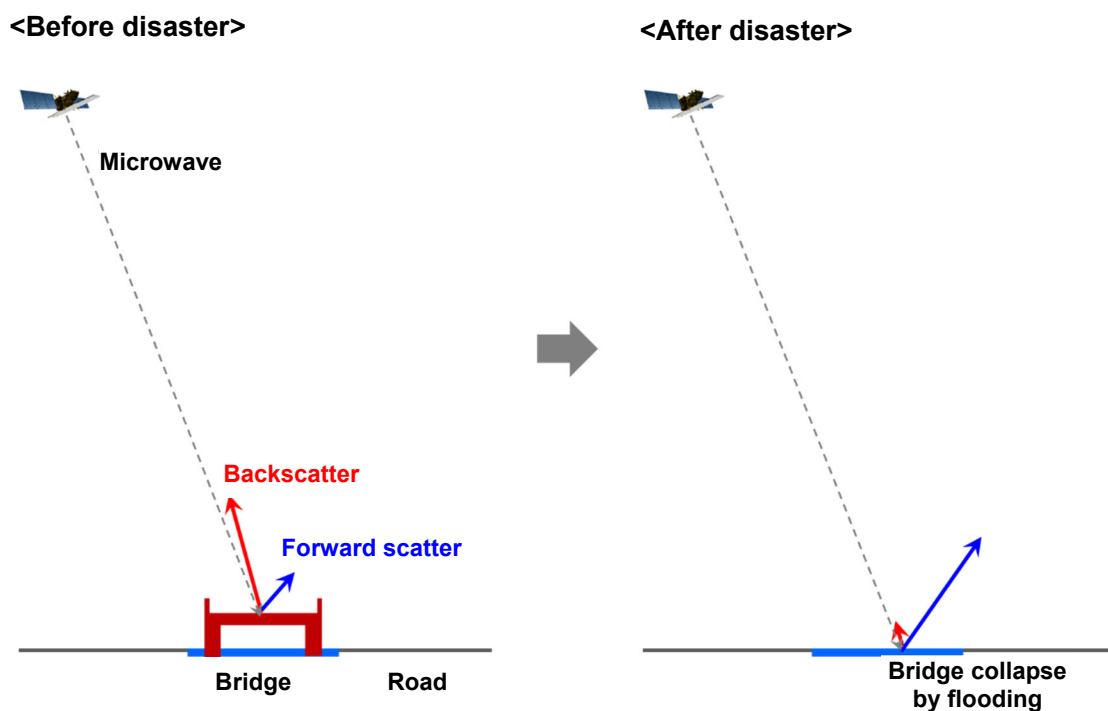 <Before disaster>
<After disaster>
Microwave
Backscatter
Forward scatter
Bridge
Road
Bridge collapse
by flooding